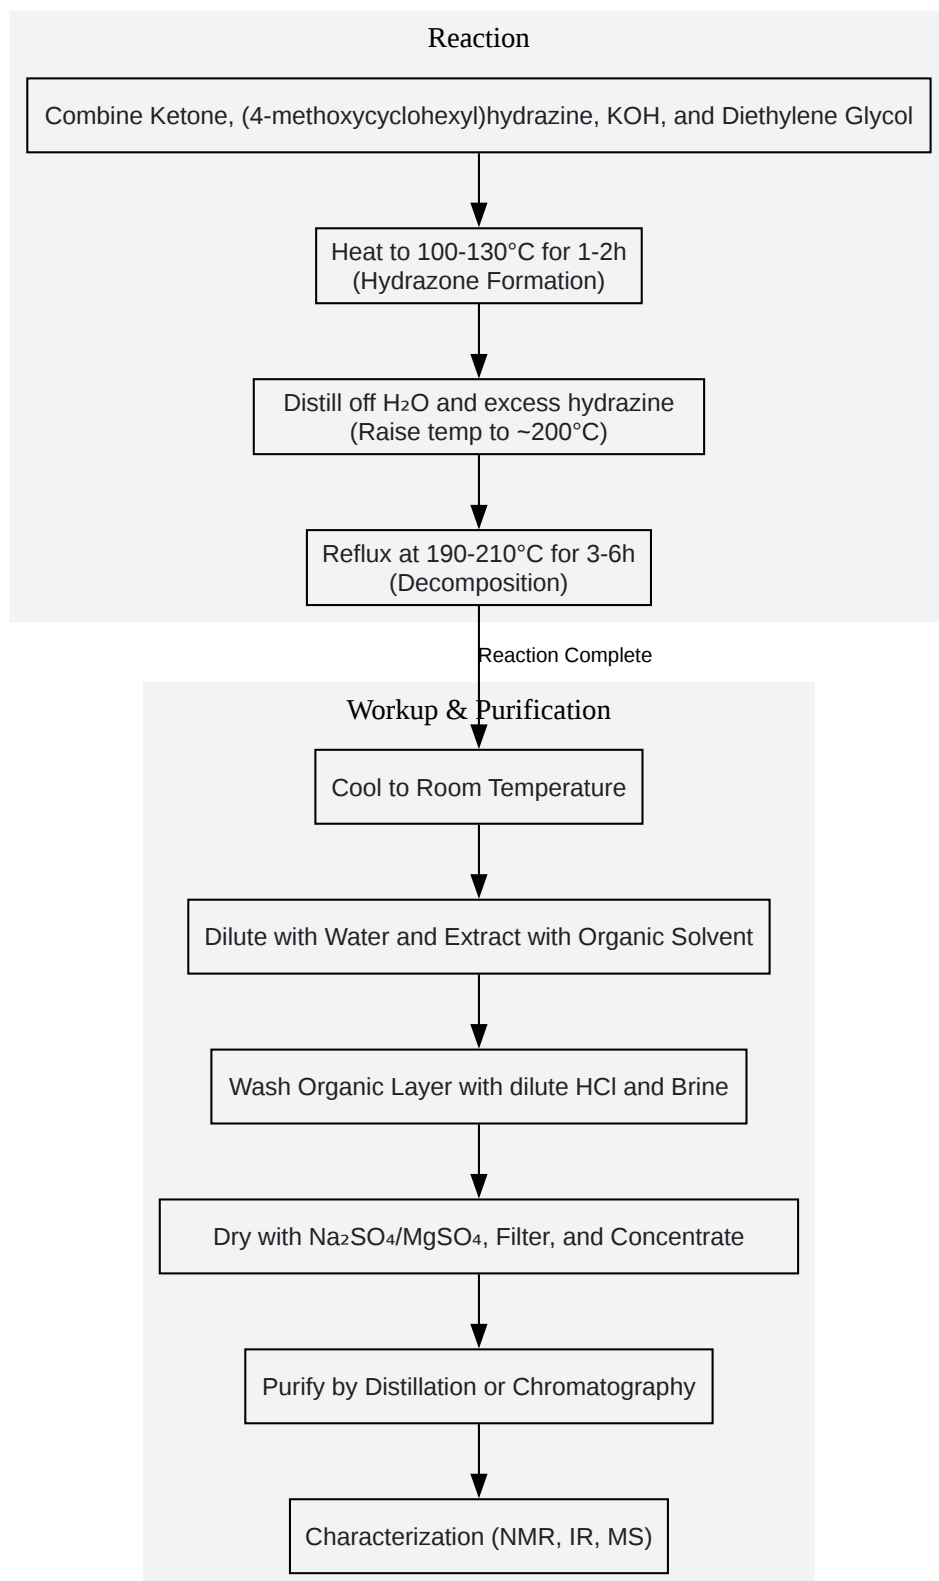 Reaction
Combine Ketone, (4-methoxycyclohexyl)hydrazine, KOH, and Diethylene Glycol
Heat to 100-130°C for 1-2h
(Hydrazone Formation)
Distill off H₂O and excess hydrazine
(Raise temp to ~200°C)
Reflux at 190-210°C for 3-6h
(Decomposition)
Reaction Complete
Workup & Purification
Cool to Room Temperature
Dilute with Water and Extract with Organic Solvent
Wash Organic Layer with dilute HCl and Brine
Dry with Na₂SO₄/MgSO₄, Filter, and Concentrate
Purify by Distillation or Chromatography
Characterization (NMR, IR, MS)